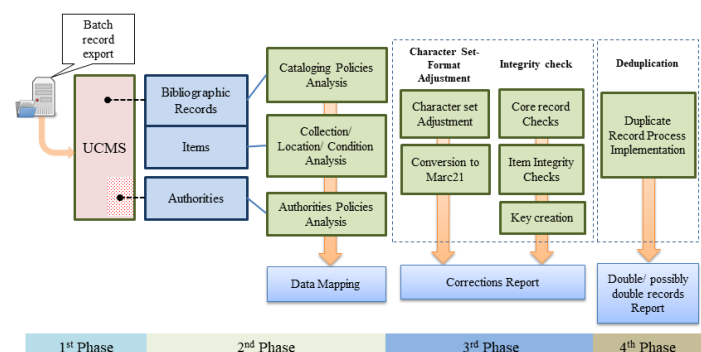 Batch
record
export
UCMS
Bibliographic
Records
Items
Authorities
Cataloging Policies
Analysis
Collection/
Location/ Condition
Analysis
Authorities Policies
Analysis
Data Mapping
Character Set-
Format
Adjustment
Character set
Adjustment
Conversion to
Marc21
Integrity check
Core record
Checks
Item Integrity
Checks
Key creation
Corrections Report
Deduplication
Duplicate
Record Process
Implementation
Double/ possibly
double records
Report
1st Phase
2nd Phase
3rd Phase
4th Phase